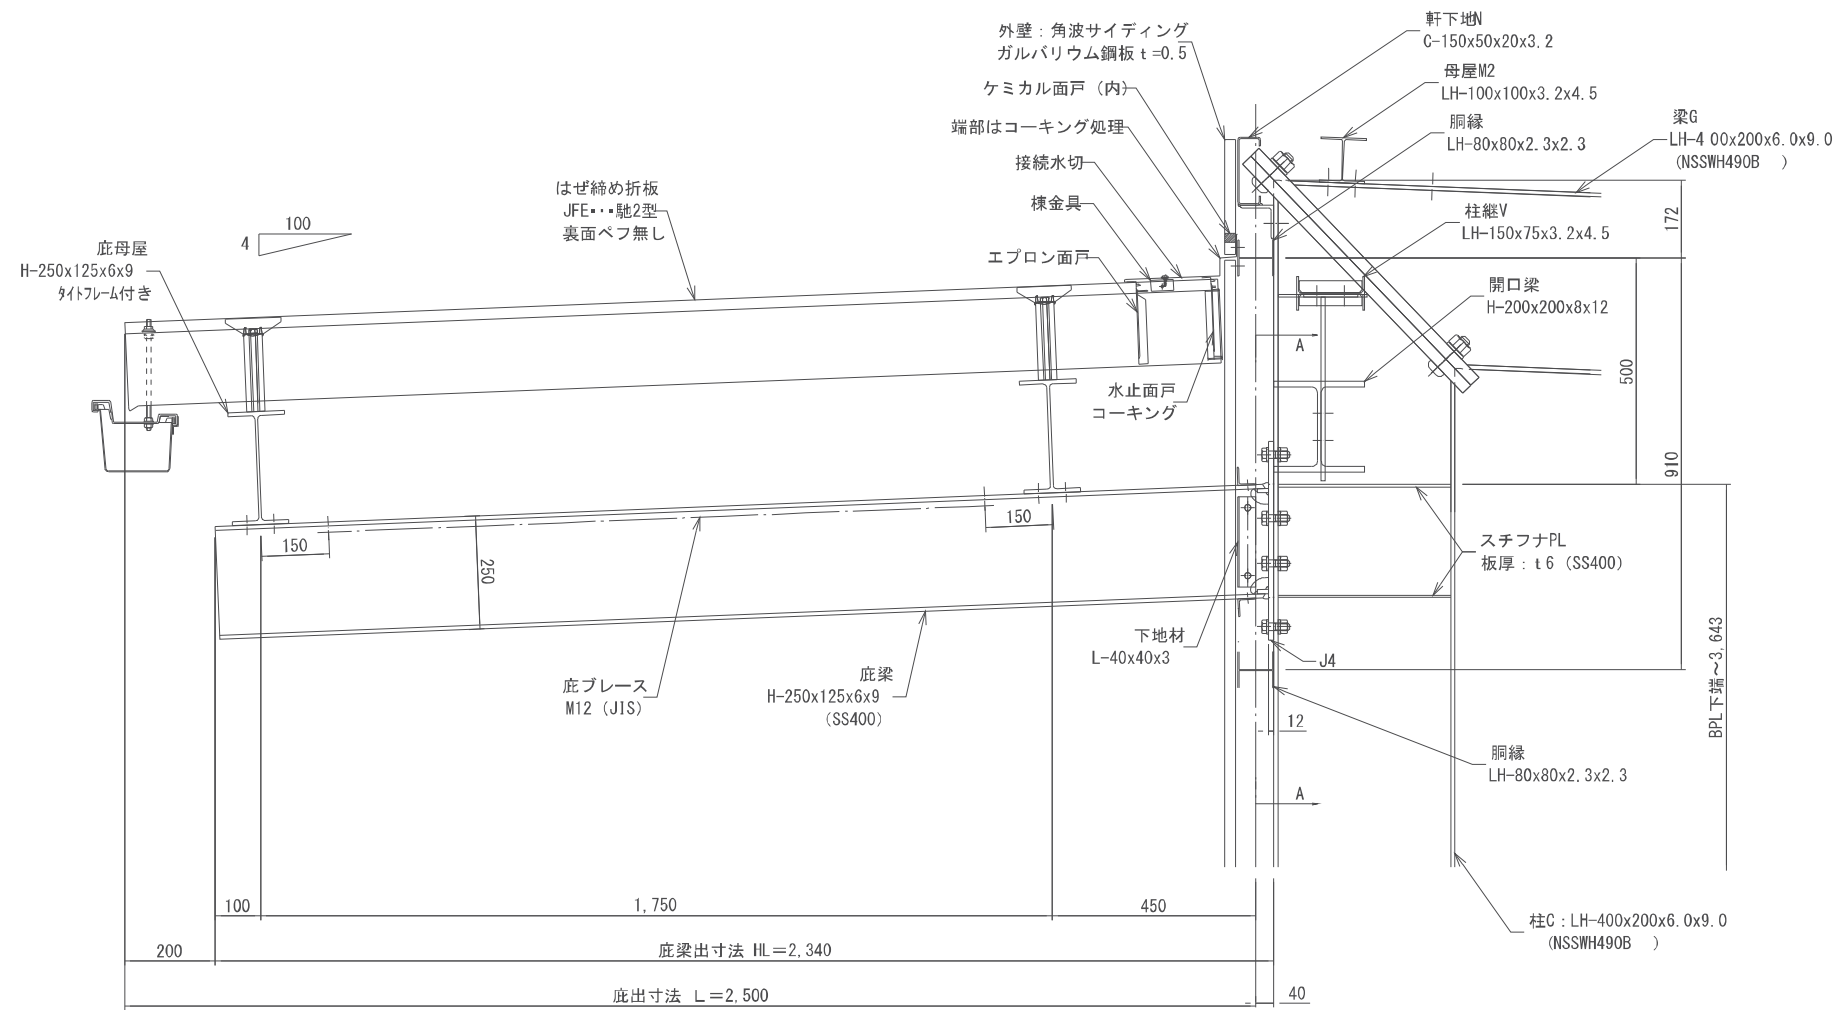 外壁：角波サイディング
ガルバリウム鋼板 t=0.5
ケミカル面戸（内）
端部はコーキング処理
接続水切
棟金具
エプロン面戸
軒下地N
C-150x50x20x3.2
母屋M2
LH-100x100x3.2x4.5
胴縁
LH-80x80x2.3x2.3
梁G
LH-4 00x200x6.0x9.0
(NSSWH490B )
柱継V
LH-150x75x3.2x4.5
開口梁
H-200x200x8x12
はぜ締め折板
JFE・・・馳2型
裏面ペフ無し
100
4
庇母屋
H-250x125x6x9
タイトフレーム付き
172
500
910
A
水止面戸
コーキング
150
150
250
スチフナPL
板厚：t6（SS400）
下地材
L-40x40x3
J4
BPL下端～3,643
庇ブレース
M12（JIS）
庇梁
H-250x125x6x9
（SS400）
12
胴縁
LH-80x80x2.3x2.3
A
100
1,750
450
柱C：LH-400x200x6.0x9.0
(NSSWH490B )
200
庇梁出寸法 HL＝2,340
庇出寸法 L＝2,500
40